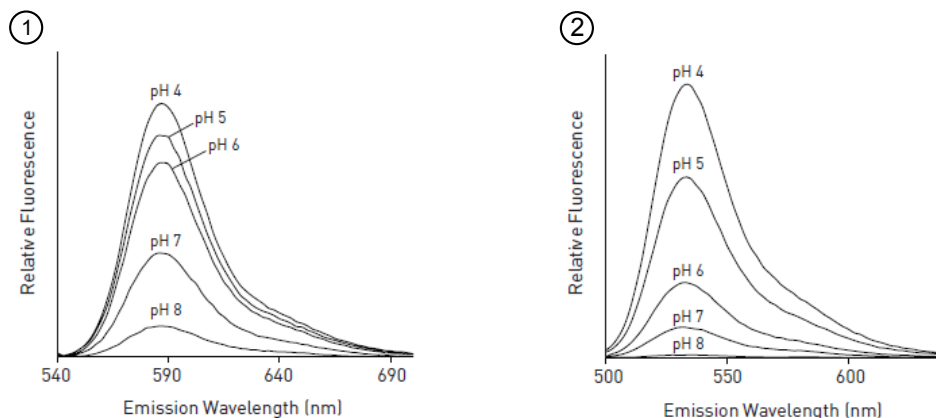 ①
Relative Fluorescence
pH 4
pH 5
pH 6
pH 7
pH 8
540
590
640
690
Emission Wavelength (nm)
②
Relative Fluorescence
pH 4
pH 5
pH 6
pH 7
pH 8
500
550
600
Emission Wavelength (nm)